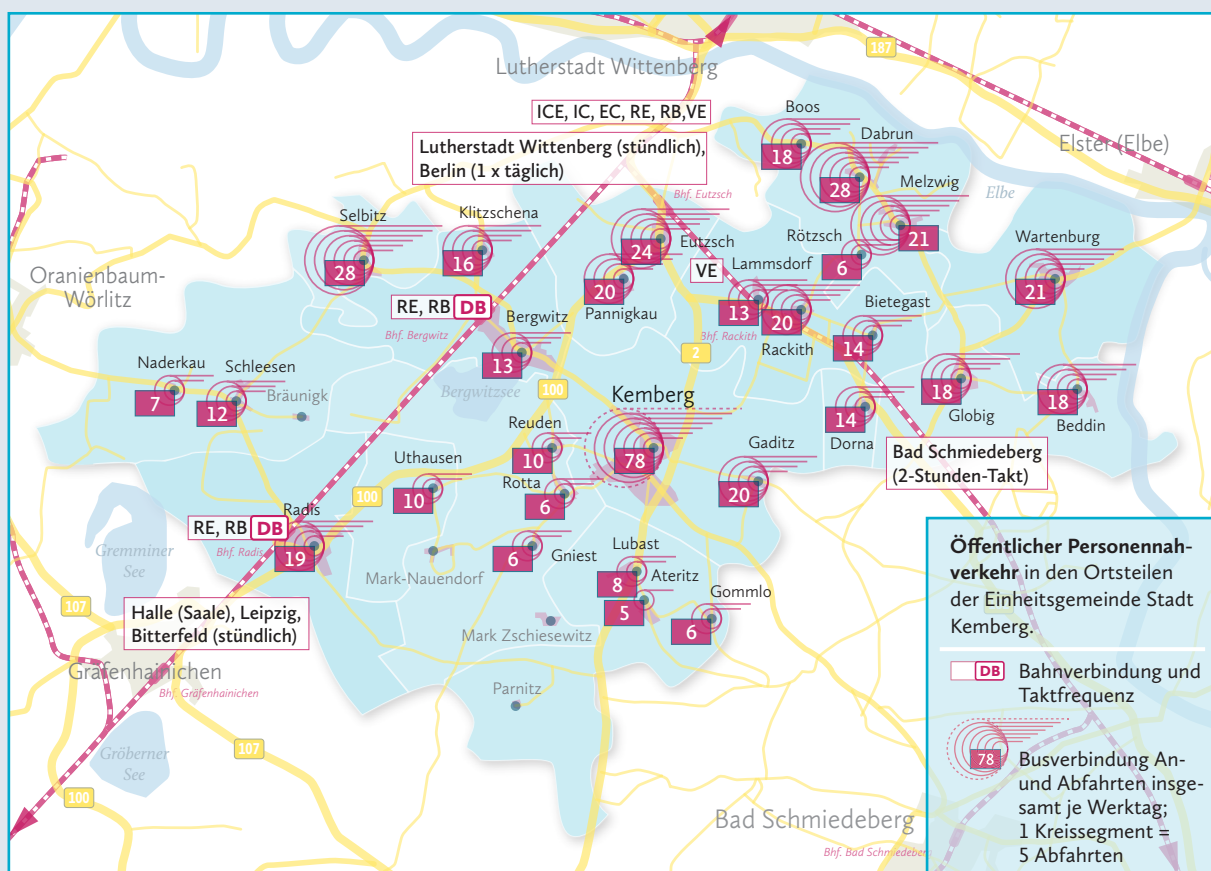 187
Lutherstadt Wittenberg
ICE, IC, EC, RE, RB,VE
Lutherstadt Wittenberg (stündlich),
Berlin (1 x täglich)
Boos
18
Dabrun
28
Elster (Elbe)
Melzwig
21
Elbe
Bhf. Eutzsch
Selbitz
28
Klitzschena
16
Eutzsch
24
Rötzsch
6
Wartenburg
21
Oranienbaum-
Wörlitz
VE
Lammsdorf
13
Pannigkau
20
RE, RB DB
Bhf. Bergwitz
Bergwitz
13
Bhf. Rackith
Rackith
20
Bietegast
14
2
Naderkau
7
Schleesen
12
Bräunigk
Bergwitzsee
100
Kemberg
78
Globig
18
Beddin
18
Dorna
14
Reuden
10
Gaditz
20
Bad Schmiedeberg
(2-Stunden-Takt)
Uthausen
10
Rotta
6
100
RE, RB DB
Radis
19
Bhf. Radis
Gremminer
See
Mark-Nauendorf
Gniest
6
Lubast
8
Ateritz
5
Gommlo
6
107
Halle (Saale), Leipzig,
Bitterfeld (stündlich)
Mark Zschiesewitz
Gräfenhainichen
Bhf. Gräfenhainichen
Parnitz
107
Gröberner
See
100
Bad Schmiedeberg
Bhf. Bad Schmiedeberg
Öffentlicher Personennah-
verkehr in den Ortsteilen
der Einheitsgemeinde Stadt
Kemberg.
DB Bahnverbindung und
Taktfrequenz
78 Busverbindung An-
und Abfahrten insge-
samt je Werktag;
1 Kreissegment =
5 Abfahrten